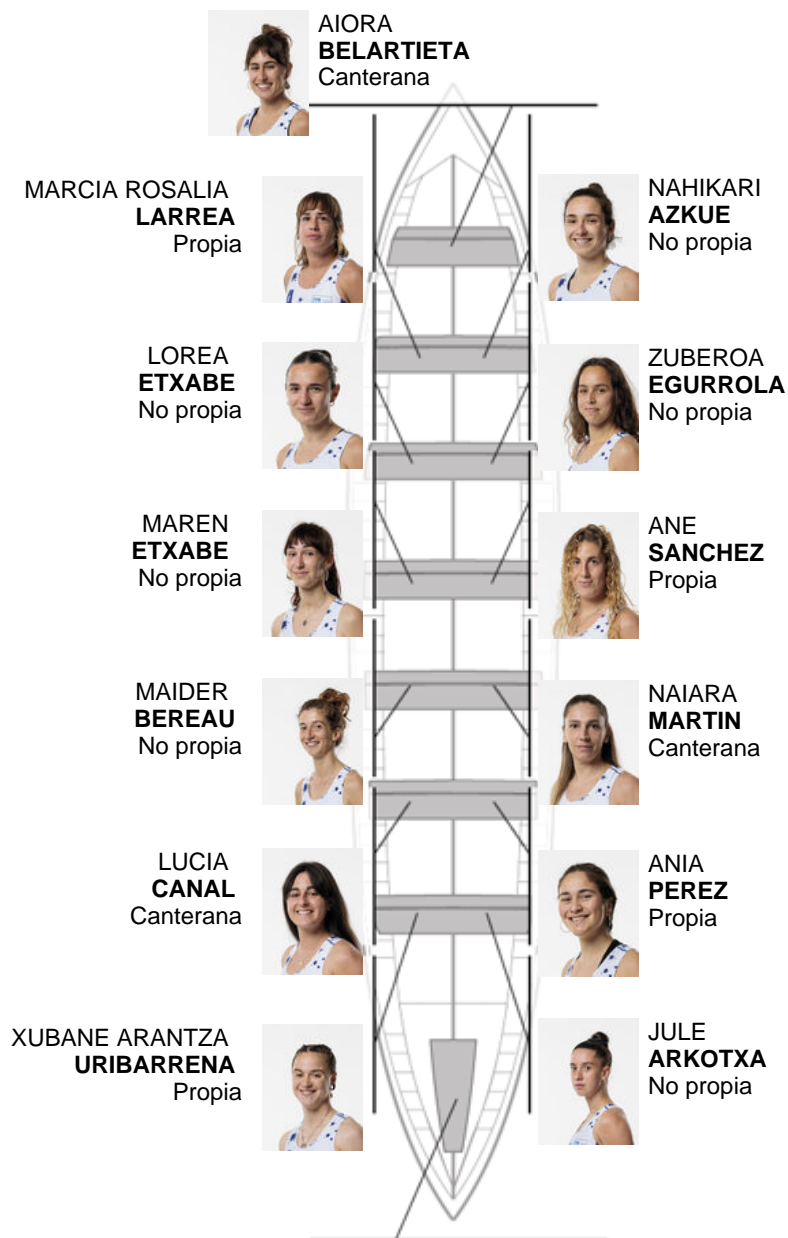 AIORA
BELARTIETA
Canterana
MARCIA ROSALIA
LARREA
Propia
NAHIKARI
AZKUE
No propia
LOREA
ETXABE
No propia
ZUBEROA
EGURROLA
No propia
MAREN
ETXABE
No propia
ANE
SANCHEZ
Propia
MAIDER
BEREAU
No propia
NAIARA
MARTIN
Canterana
LUCIA
CANAL
Canterana
ANIA
PEREZ
Propia
XUBANE ARANTZA
URIBARRENA
Propia
JULE
ARKOTXA
No propia